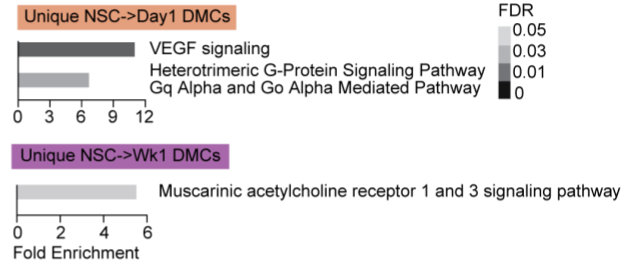 Unique NSC->Day1 DMCs
FDR
0.05
0.03
0.01
0
VEGF signaling
Heterotrimeric G-Protein Signaling Pathway
Gq Alpha and Go Alpha Mediated Pathway
0 3 6 9 12
Unique NSC->Wk1 DMCs
Muscarinic acetylcholine receptor 1 and 3 signaling pathway
0 2 4 6
Fold Enrichment